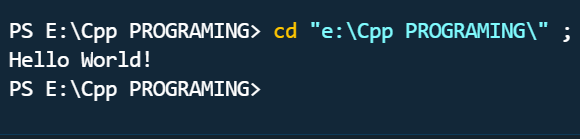 PS E:\Cpp PROGRAMING> cd "e:\Cpp PROGRAMING\" ;
Hello World!
PS E:\Cpp PROGRAMING>